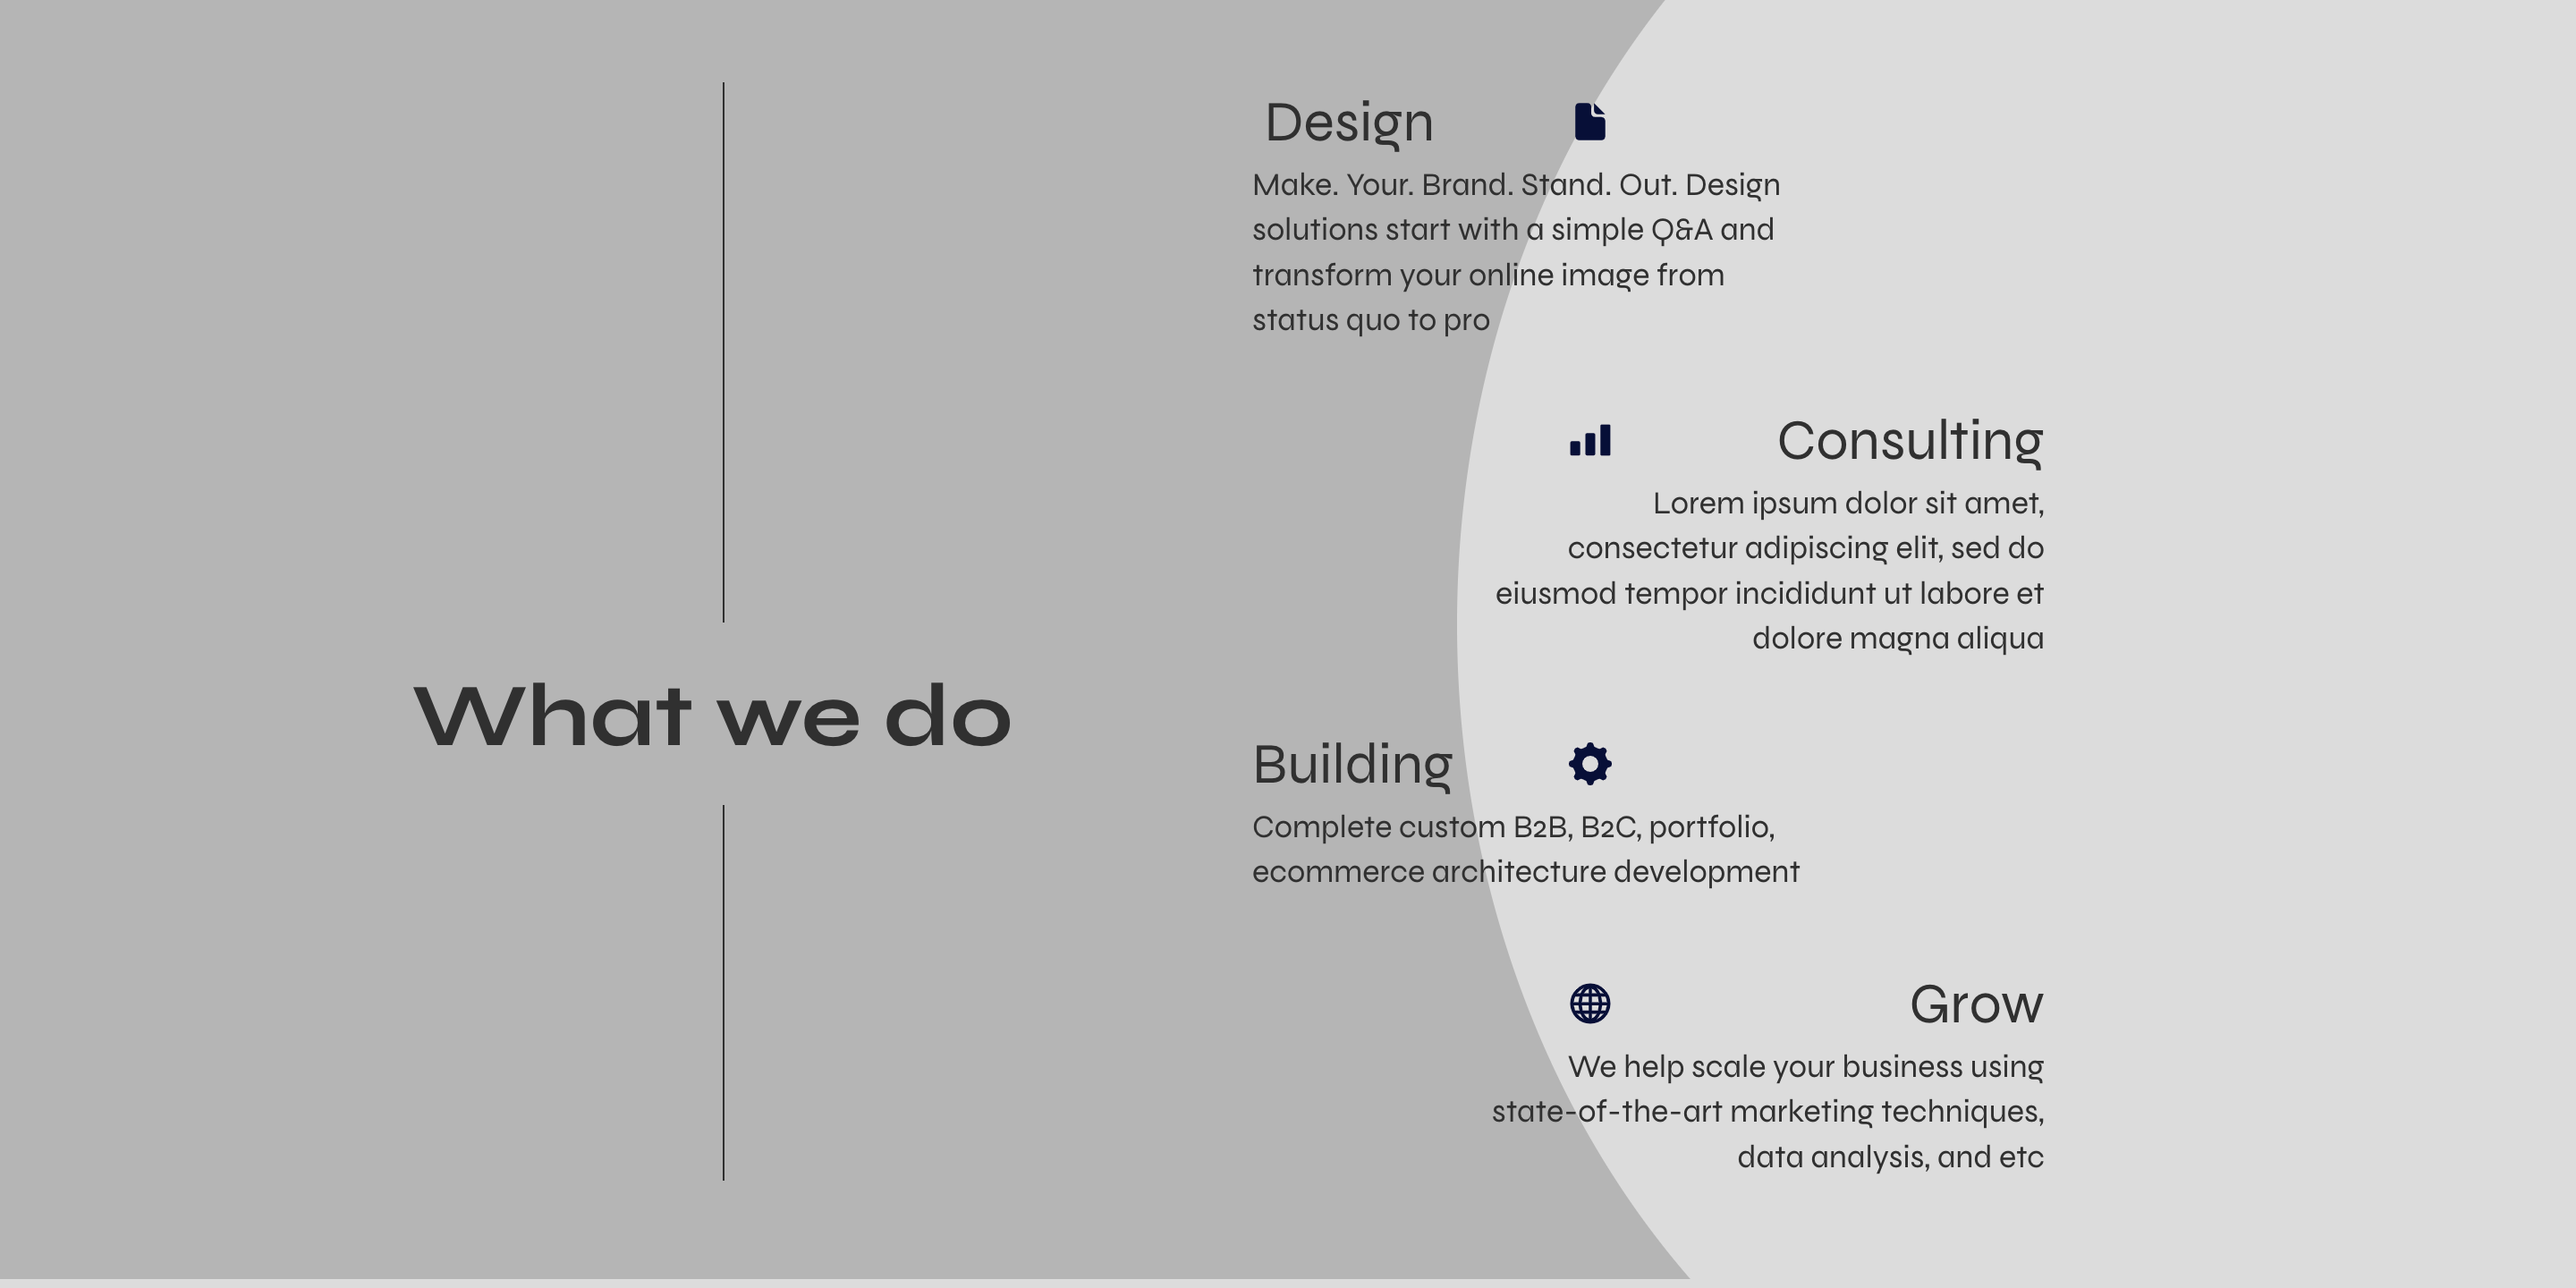 What we do
Design
Make. Your. Brand. Stand. Out. Design
solutions start with a simple Q&A and
transform your online image from
status quo to pro
Consulting
Lorem ipsum dolor sit amet,
consectetur adipiscing elit, sed do
eiusmod tempor incididunt ut labore et
dolore magna aliqua
Building
Complete custom B2B, B2C, portfolio,
ecommerce architecture development
Grow
We help scale your business using
state-of-the-art marketing techniques,
data analysis, and etc